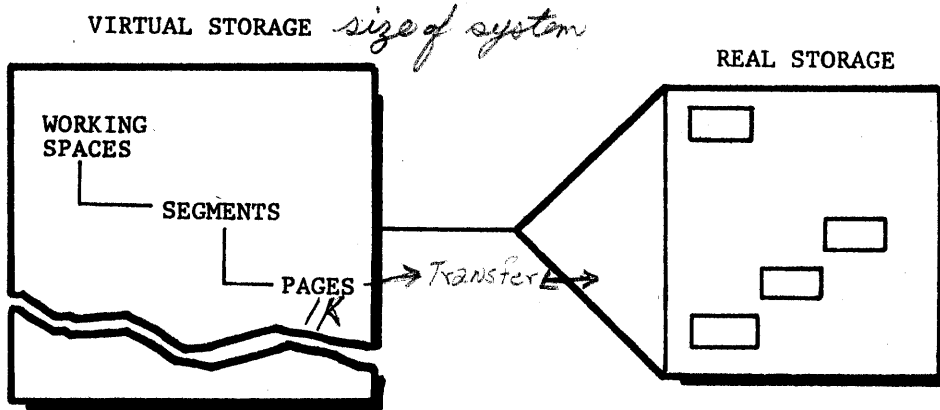 VIRTUAL STORAGE size of system
REAL STORAGE
WORKING
SPACES
SEGMENTS
PAGES → Transfer ↔
1K